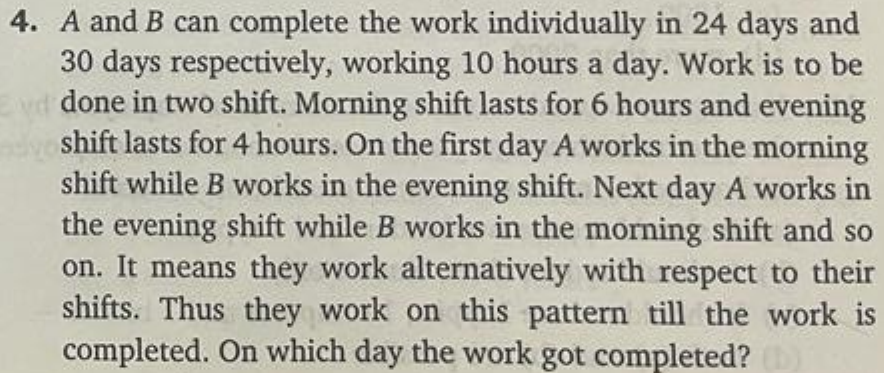 4. A and B can complete the work individually in 24 days and
30 days respectively, working 10 hours a day. Work is to be
done in two shift. Morning shift lasts for 6 hours and evening
shift lasts for 4 hours. On the first day A works in the morning
shift while B works in the evening shift. Next day A works in
the evening shift while B works in the morning shift and so
on. It means they work alternatively with respect to their
shifts. Thus they work on this pattern till the work is
completed. On which day the work got completed?